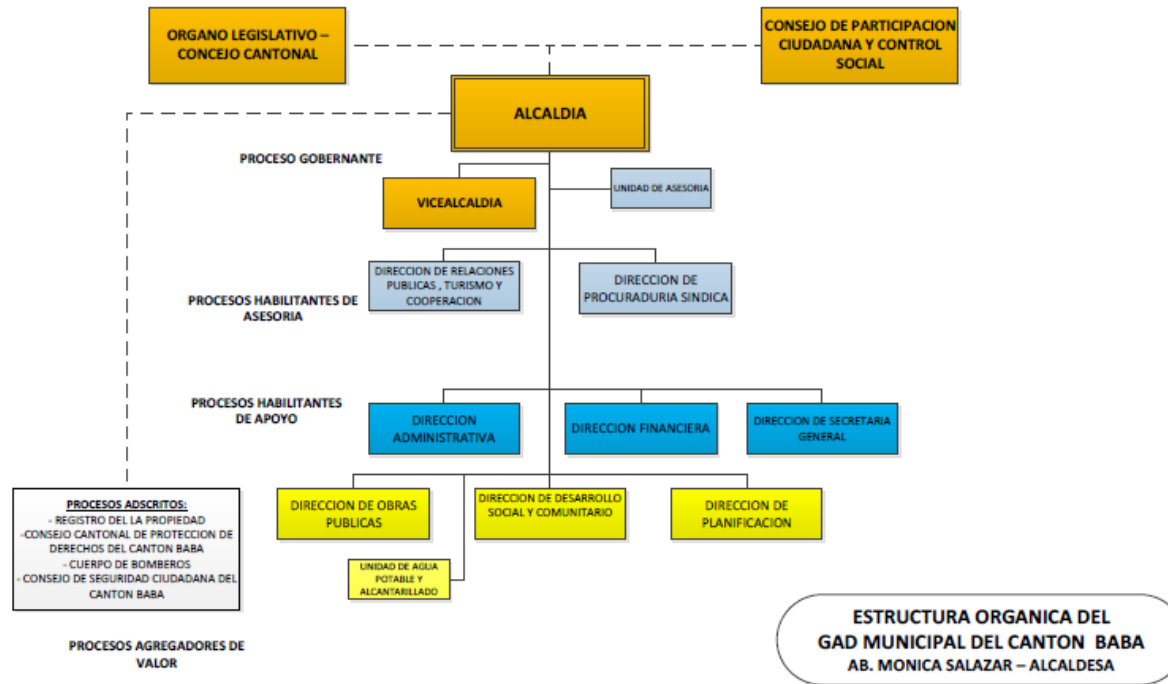 ORGANO LEGISLATIVO –
CONCEJO CANTONAL
CONSEJO DE PARTICIPACION
CIUDADANA Y CONTROL
SOCIAL
ALCALDIA
PROCESO GOBERNANTE
VICEALCALDIA
UNIDAD DE ASESORIA
DIRECCION DE RELACIONES
PUBLICAS , TURISMO Y
COOPERACION
DIRECCION DE
PROCURADURIA SINDICA
PROCESOS HABILITANTES DE
ASESORIA
PROCESOS HABILITANTES
DE APOYO
DIRECCION
ADMINISTRATIVA
DIRECCION FINANCIERA
DIRECCION DE SECRETARIA
GENERAL
PROCESOS ADSCRITOS:
- REGISTRO DEL LA PROPIEDAD
-CONSEJO CANTONAL DE PROTECCION DE
DERECHOS DEL CANTON BABA
- CUERPO DE BOMBEROS
- CONSEJO DE SEGURIDAD CIUDADANA DEL
CANTON BABA
DIRECCION DE OBRAS
PUBLICAS
DIRECCION DE DESARROLLO
SOCIAL Y COMUNITARIO
DIRECCION DE
PLANIFICACION
UNIDAD DE AGUA
POTABLE Y
ALCANTARILLADO
PROCESOS AGREGADORES DE
VALOR
ESTRUCTURA ORGANICA DEL
GAD MUNICIPAL DEL CANTON BABA
AB. MONICA SALAZAR – ALCALDESA